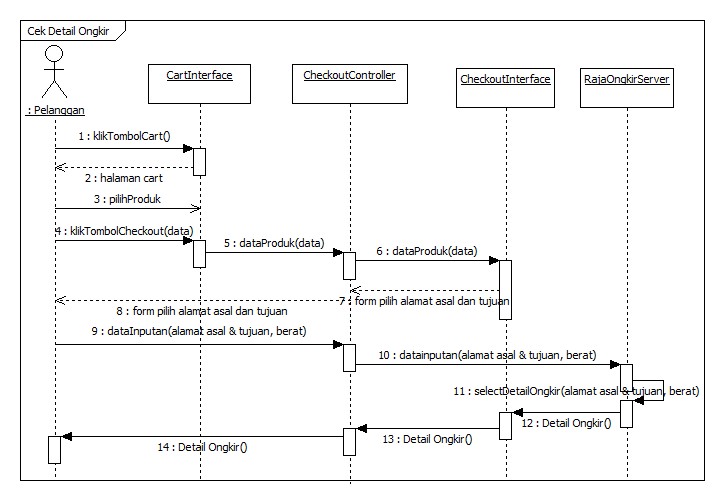 Cek Detail Ongkir
CartInterface
CheckoutController
CheckoutInterface
RajaOngkirServer
: Pelanggan
1 : klikTombolCart()
2 : halaman cart
3 : pilihProduk
4 : klikTombolCheckout(data)
5 : dataProduk(data)
6 : dataProduk(data)
7 : form pilih alamat asal dan tujuan
8 : form pilih alamat asal dan tujuan
9 : dataInputan(alamat asal & tujuan, berat)
10 : datainputan(alamat asal & tujuan, berat)
11 : selectDetailOngkir(alamat asal & tujuan, berat)
12 : Detail Ongkir()
13 : Detail Ongkir()
14 : Detail Ongkir()